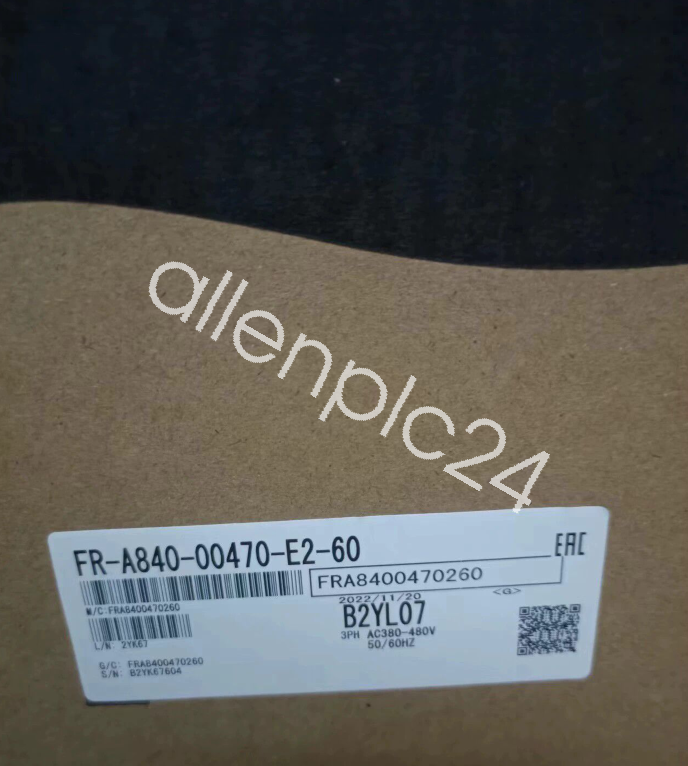 allenplc24
FR-A840-00470-E2-60
EAC
FRA8400470260
M/C:FRA8400470260
2022/11/20
<G>
B2YL07
L/N: 2YK67
3PH AC380-480V
50/60HZ
G/C: FRA8400470260
S/N: B2YK67604